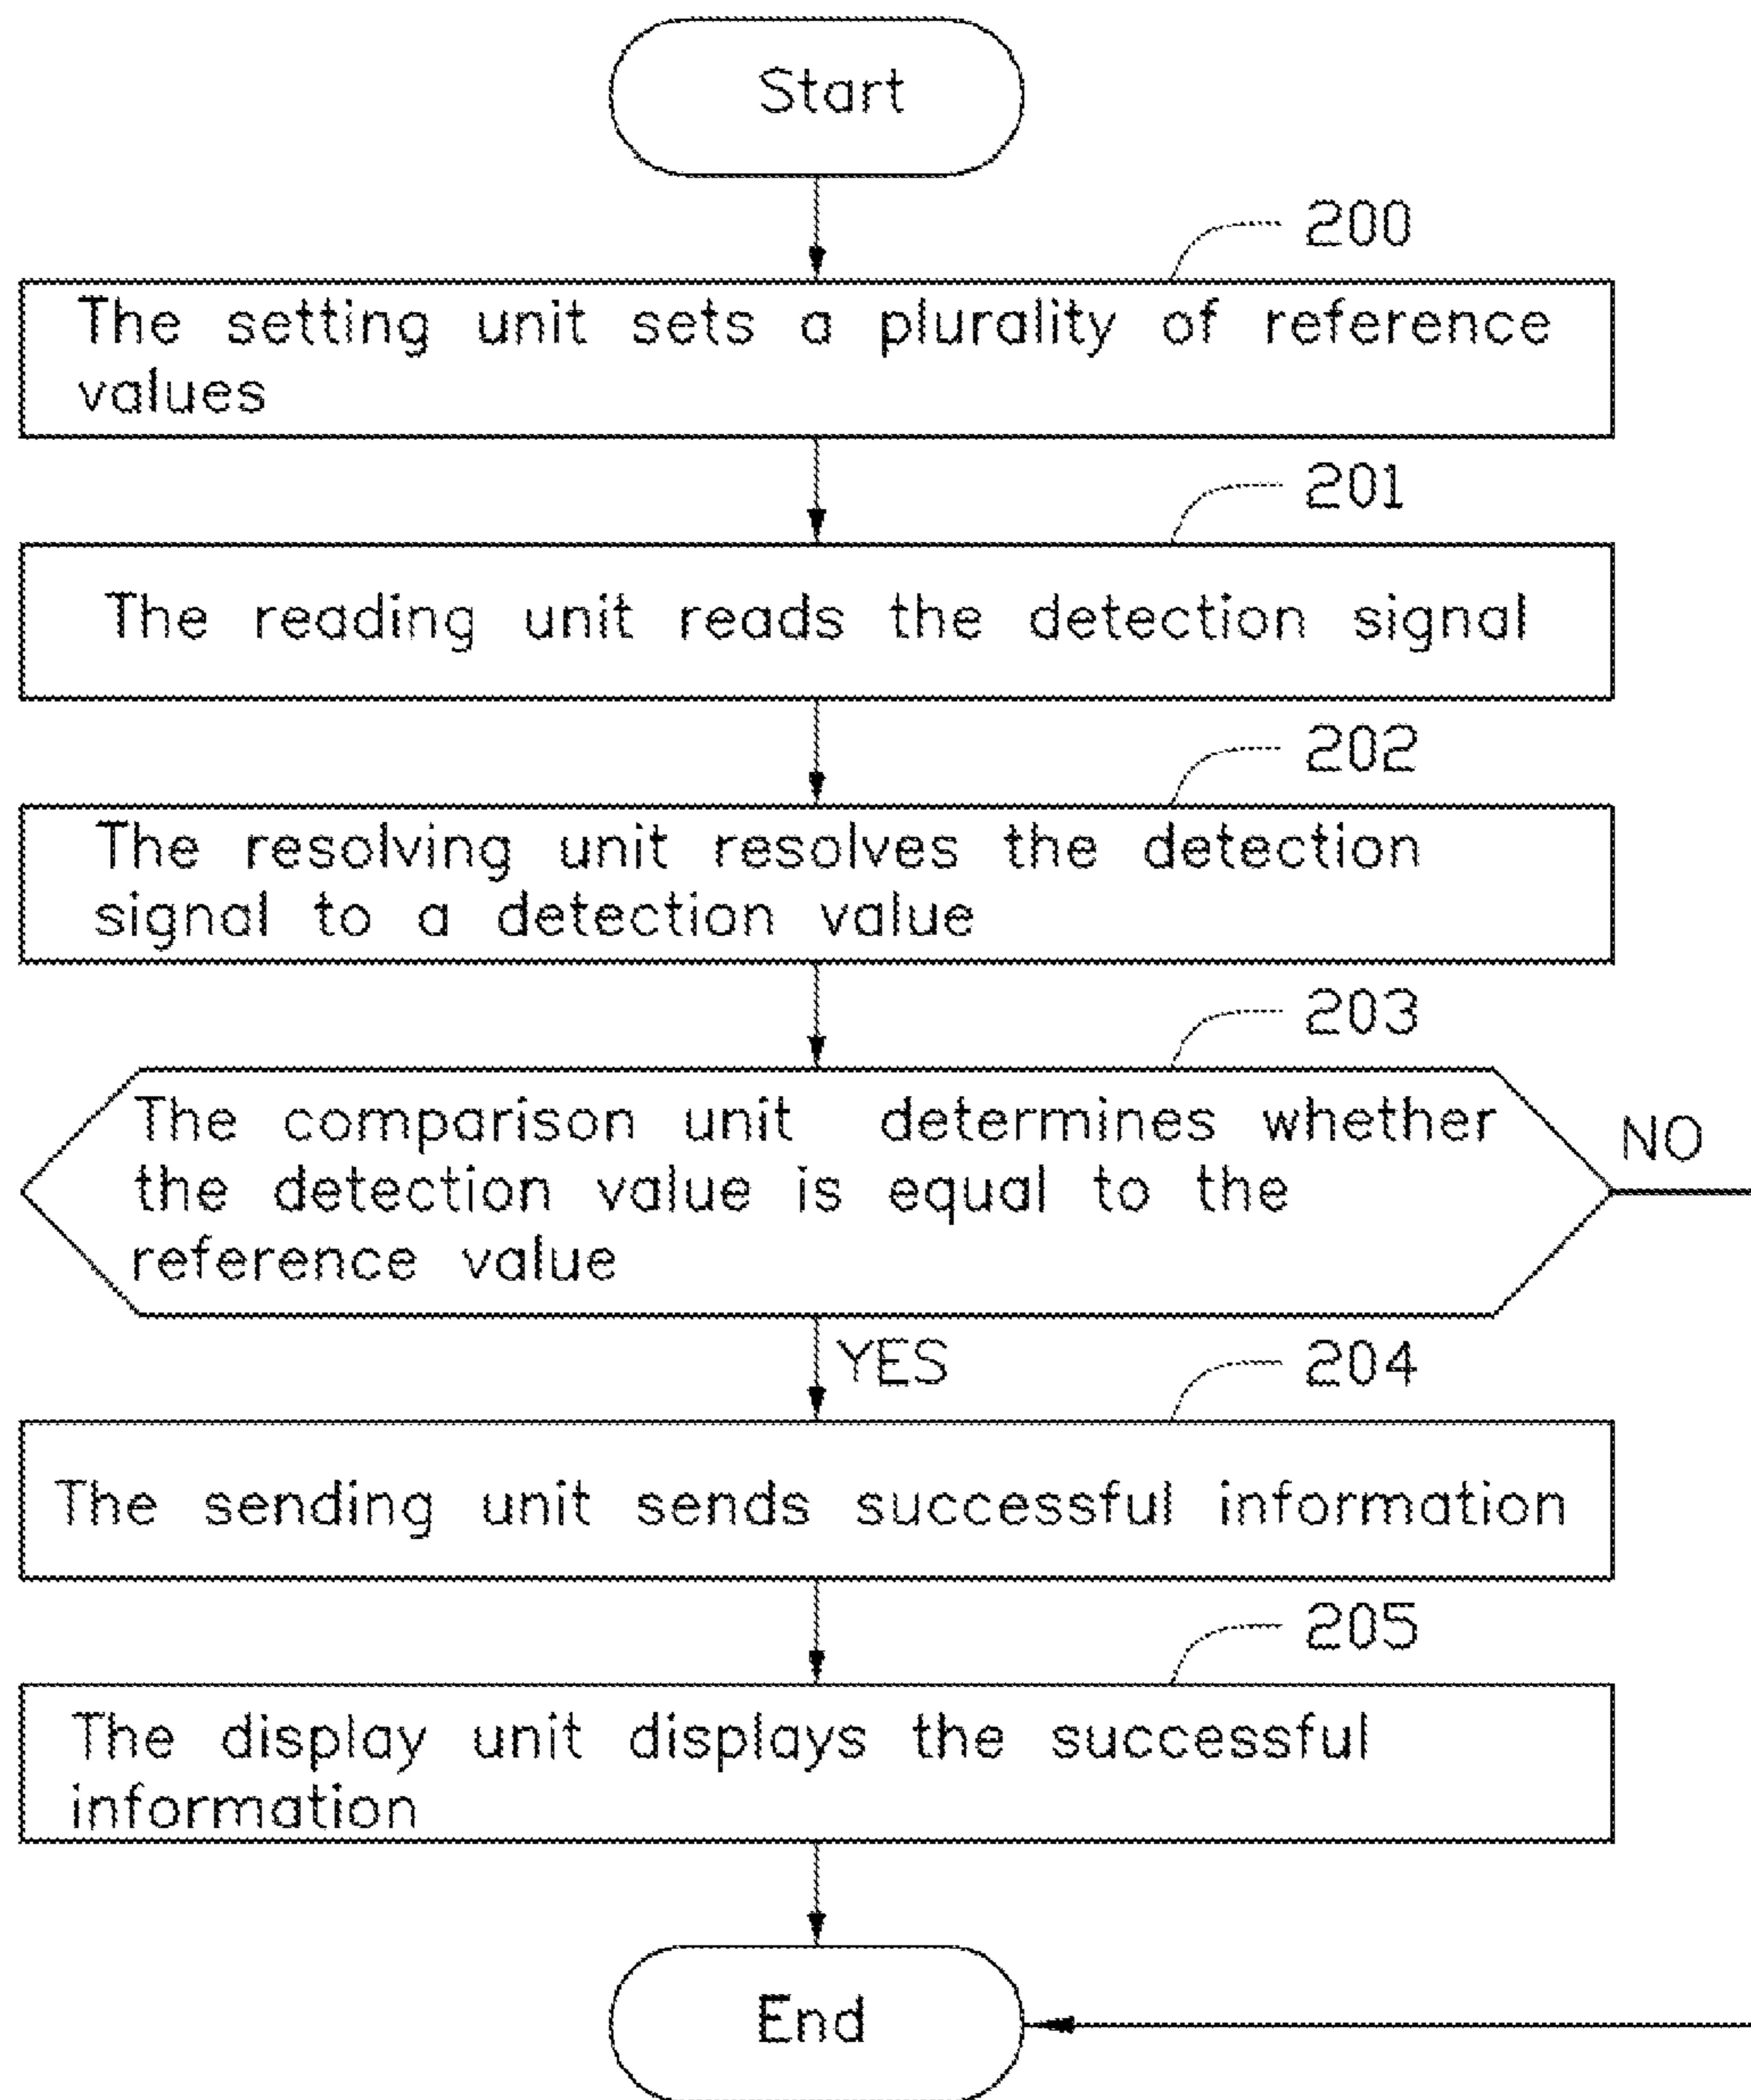 Start
200
The setting unit sets a plurality of reference
values
201
The reading unit reads the detection signal
202
The resolving unit resolves the detection
signal to a detection value
203
The comparison unit determines whether
the detection value is equal to the
reference value
NO
YES
204
The sending unit sends successful information
205
The display unit displays the successful
information
End